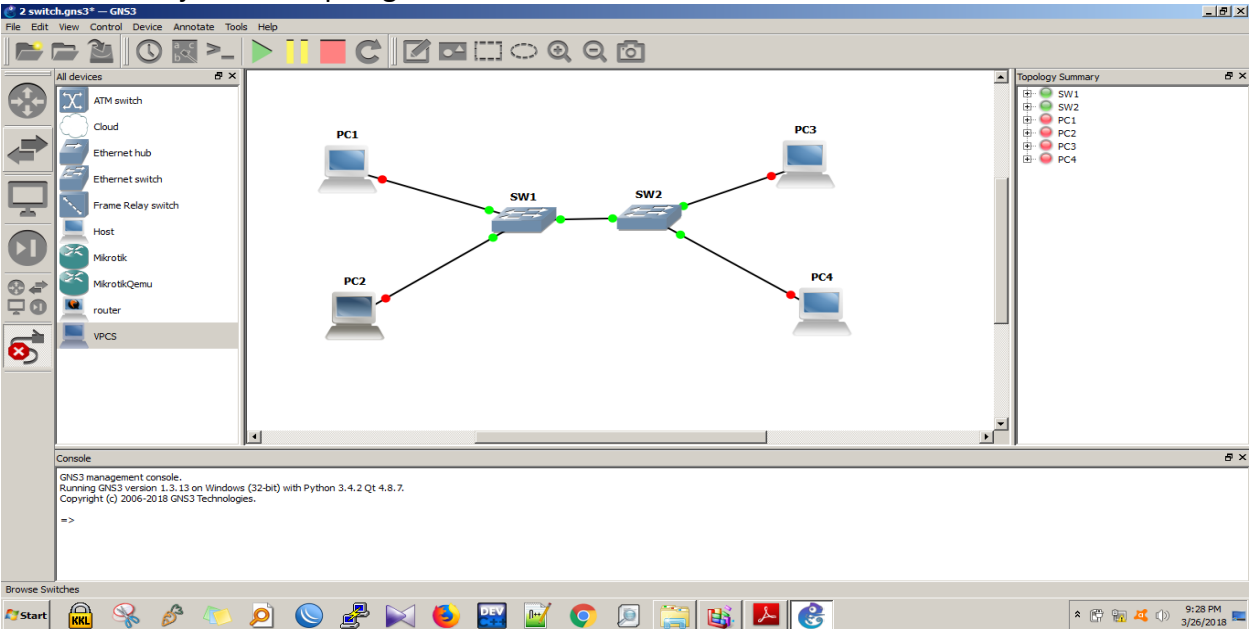 2 switch.gns3* — GNS3
File Edit View Control Device Annotate Tools Help
All devices
ATM switch
Cloud
Ethernet hub
Ethernet switch
Frame Relay switch
Host
Mikrotik
MikrotikQemu
router
VPCS
PC1
PC2
SW1
SW2
PC3
PC4
Topology Summary
SW1
SW2
PC1
PC2
PC3
PC4
Console
GNS3 management console.
Running GNS3 version 1.3.13 on Windows (32-bit) with Python 3.4.2 Qt 4.8.7.
Copyright (c) 2006-2018 GNS3 Technologies.
=>
Browse Switches
Start
KKL
DEV
9:28 PM
3/26/2018